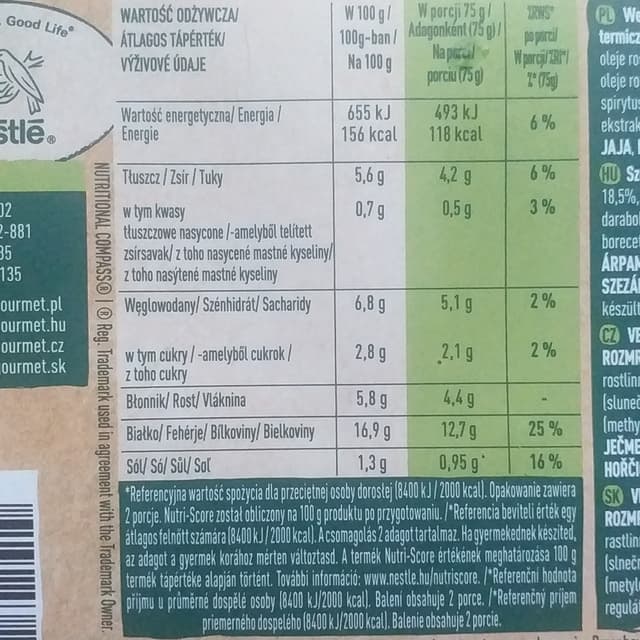 Good Life®
stlé®
02
2-881
35
135
ourmet.pl
ourmet.hu
ourmet.cz
ourmet.sk
NUTRITIONAL COMPASS® | ® Reg. Trademark used in agreement with the Trademark Owner.
WARTOŚĆ ODŻYWCZA/
ÁTLAGOS TÁPÉRTÉK/
VÝŽIVOVÉ ÚDAJE
W 100 g /
100g-ban /
Na 100 g
W porcji 75 g /
Adagonként (75 g) /
Na porci/
porciu (75 g)
Wartość energetyczna/ Energia /
Energie
655 kJ
156 kcal
493 kJ
118 kcal
6 %
Tłuszcz / Zsír / Tuky
5,6 g
4,2 g
6 %
w tym kwasy
tłuszczowe nasycone /-amelyből telített
zsírsavak/ z toho nasycené mastné kyseliny/
z toho nasýtené mastné kyseliny
0,7 g
0,5 g
3 %
Węglowodany/ Szénhidrát/ Sacharidy
6,8 g
5,1 g
2 %
w tym cukry / -amelyből cukrok /
z toho cukry
2,8 g
2,1 g
2 %
Błonnik/ Rost/ Vláknina
5,8 g
4,4 g
-
Białko/ Fehérje/ Bílkoviny/ Bielkoviny
16,9 g
12,7 g
25 %
Sól/ Só/ Sůl/ Soľ
1,3 g
0,95 g
16 %
*Referencyjna wartość spożycia dla przeciętnej osoby dorosłej (8400 kJ / 2000 kcal). Opakowanie zawiera
2 porcje. Nutri-Score został obliczony na 100 g produktu po przygotowaniu. /*Referencia beviteli érték egy
átlagos felnőtt számára (8400 kJ / 2000 kcal). A csomagolás 2 adagot tartalmaz. Ha gyermekednek készíted,
az adagot a gyermek korához mérten változtasd. A termék Nutri-Score értékének meghatározása 100 g
termék tápértéke alapján történt. További információ: www.nestle.hu/nutriscore. /*Referenční hodnota
příjmu u průměrné dospělé osoby (8400 kJ/2000 kcal). Balení obsahuje 2 porce. /*Referenčný príjem
priemerného dospelého (8400 kJ/2000 kcal). Balenie obsahuje 2 porcie.
PL We
termicz
oleje ro
oleje ro
spirytu
ekstrak
JAJA,
HU Sz
18,5%,
darabo
borece
ÁRPA
SZEZÁ
készül
CZ VE
ROZM
rostlin
(sluneč
(methy
JEČME
HOŘČI
SK
ROZM
rastlin
(slnečn
(metyl
regula